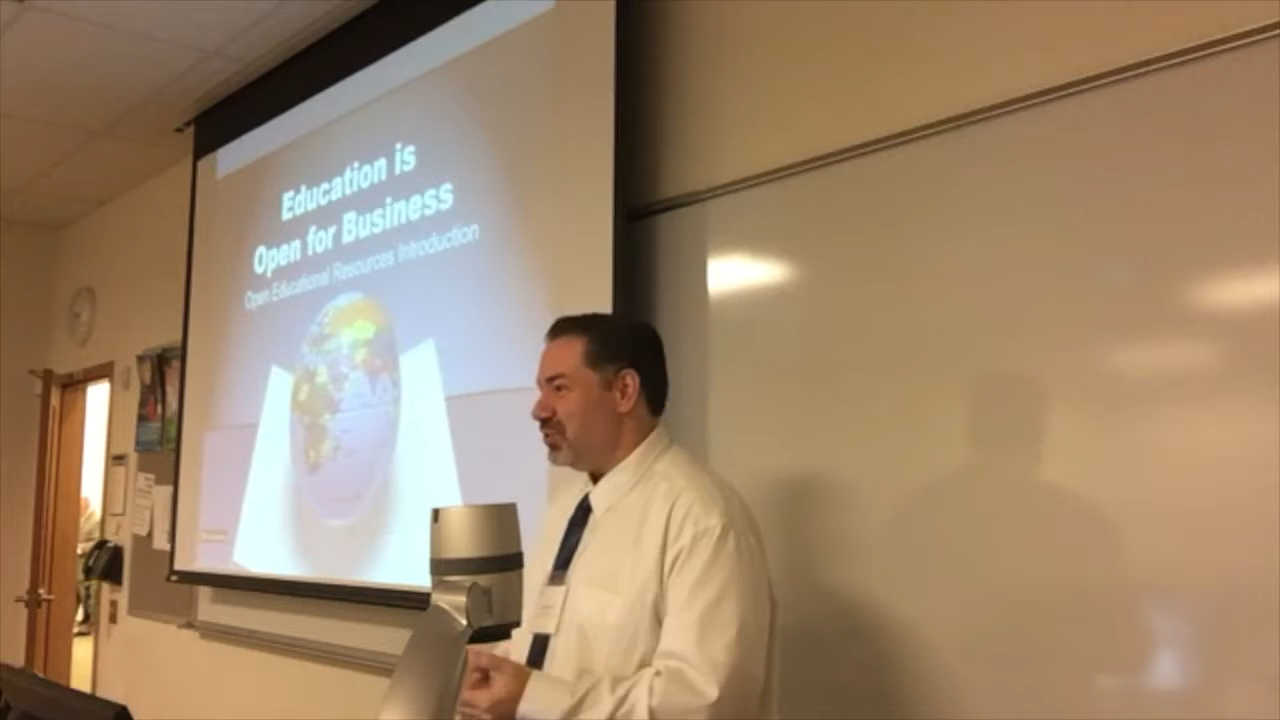 Education is
Open for Business
Open Educational Resources Introduction